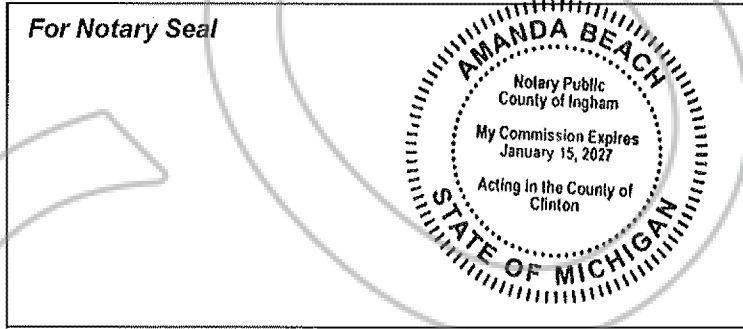 For Notary Seal
AMANDA BEACH
Notary Public
County of Ingham
My Commission Expires
January 15, 2027
Acting in the County of
Clinton
STATE OF MICHIGAN